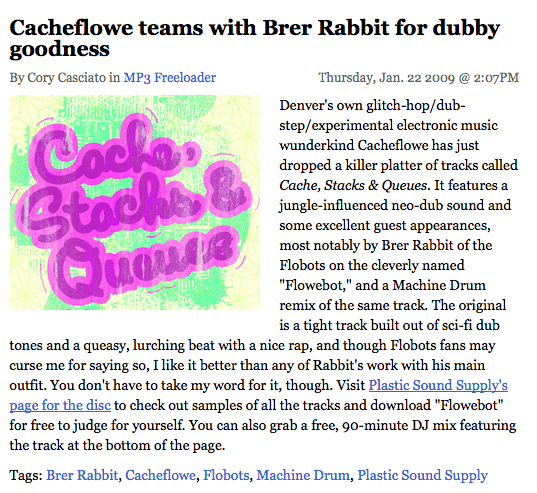 Cacheflowe teams with Brer Rabbit for dubby
goodness
By Cory Casciato in MP3 Freeloader
Thursday, Jan. 22 2009 @ 2:07PM
Cache,
Stacks &
Queues
Denver's own glitch-hop/dub-
step/experimental electronic music
wunderkind Cacheflowe has just
dropped a killer platter of tracks called
Cache, Stacks & Queues. It features a
jungle-influenced neo-dub sound and
some excellent guest appearances,
most notably by Brer Rabbit of the
Flobots on the cleverly named
"Flowebot," and a Machine Drum
remix of the same track. The original
is a tight track built out of sci-fi dub
tones and a queasy, lurching beat with a nice rap, and though Flobots fans may
curse me for saying so, I like it better than any of Rabbit's work with his main
outfit. You don't have to take my word for it, though. Visit Plastic Sound Supply's
page for the disc to check out samples of all the tracks and download "Flowebot"
for free to judge for yourself. You can also grab a free, 90-minute DJ mix featuring
the track at the bottom of the page.
Tags: Brer Rabbit, Cacheflowe, Flobots, Machine Drum, Plastic Sound Supply